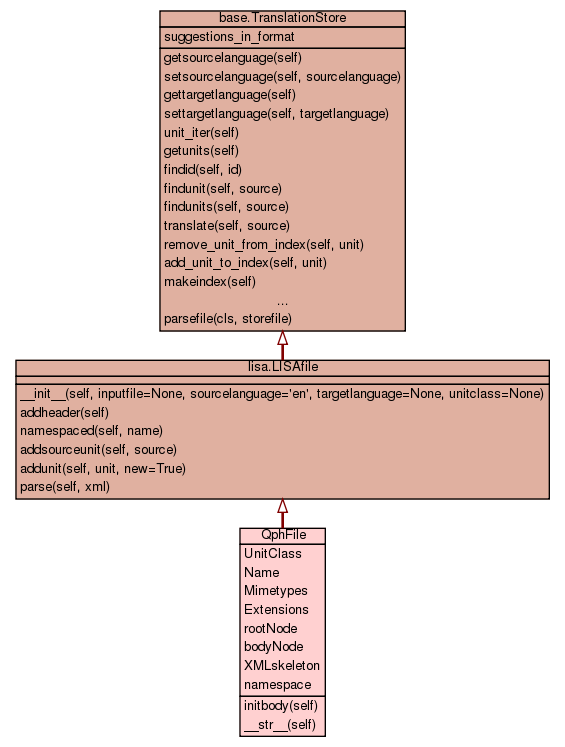 base.TranslationStore
suggestions_in_format
getsourcelanguage(self)
setsourcelanguage(self, sourcelanguage)
gettargetlanguage(self)
settargetlanguage(self, targetlanguage)
unit_iter(self)
getunits(self)
findid(self, id)
findunit(self, source)
findunits(self, source)
translate(self, source)
remove_unit_from_index(self, unit)
add_unit_to_index(self, unit)
makeindex(self)
...
parsefile(cls, storefile)
lisa.LISAfile
__init__(self, inputfile=None, sourcelanguage='en', targetlanguage=None, unitclass=None)
addheader(self)
namespaced(self, name)
addsourceunit(self, source)
addunit(self, unit, new=True)
parse(self, xml)
QphFile
UnitClass
Name
Mimetypes
Extensions
rootNode
bodyNode
XMLskeleton
namespace
initbody(self)
__str__(self)